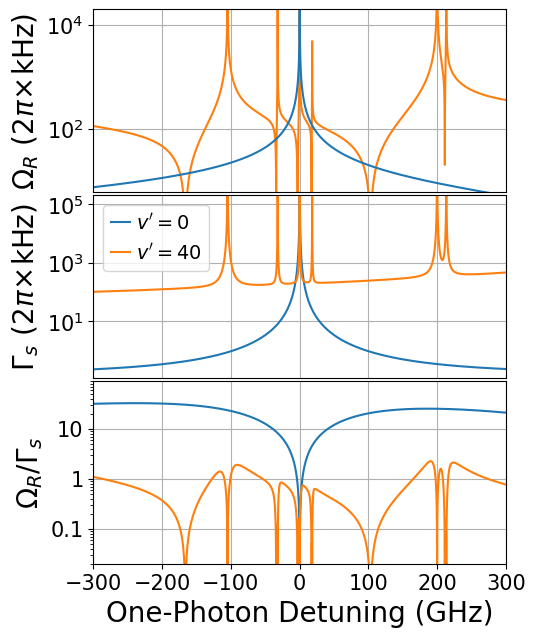 10⁴
10²
Ω_R (2π×kHz)
10⁵
10³
10¹
Γ_s (2π×kHz)
v′ = 0
v′ = 40
10
1
0.1
Ω_R/Γ_s
−300 −200 −100 0 100 200 300
One-Photon Detuning (GHz)